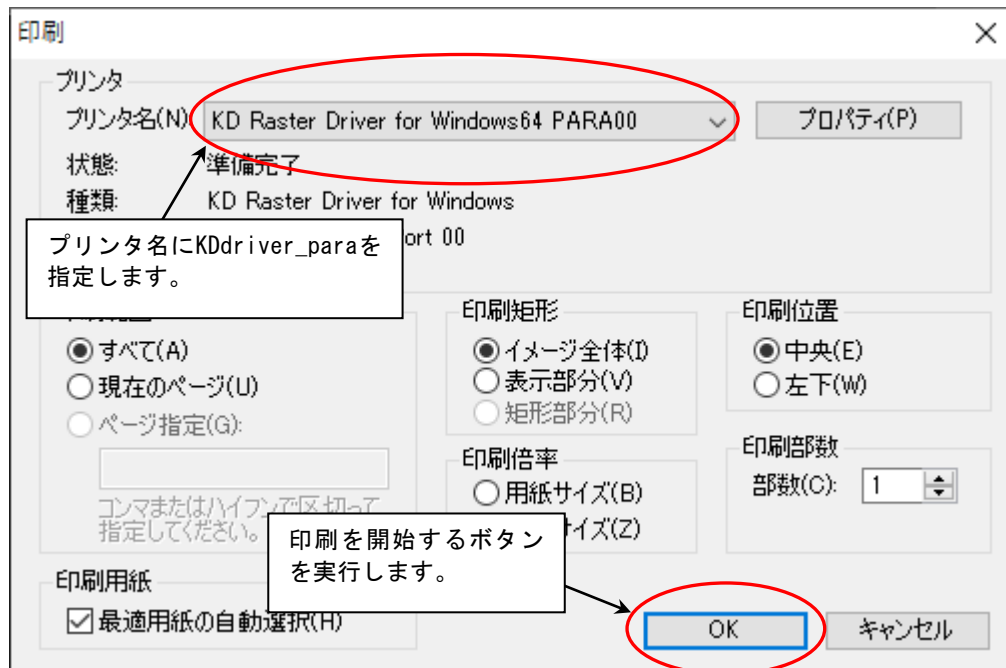 印刷
プリンタ
プリンタ名(N) KD Raster Driver for Windows64 PARA00 プロパティ(P)
状態: 準備完了
種類: KD Raster Driver for Windows
プリンタ名にKDdriver_paraを
指定します。
ort 00
印刷矩形
印刷位置
すべて(A)
現在のページ(U)
ページ指定(G):
コンマまたはハイフンで区切って
指定してください。
イメージ全体(I)
表示部分(V)
矩形部分(R)
中央(E)
左下(W)
印刷倍率
用紙サイズ(B)
イズ(Z)
印刷部数
部数(C): 1
印刷を開始するボタン
を実行します。
印刷用紙
最適用紙の自動選択(H)
OK
キャンセル